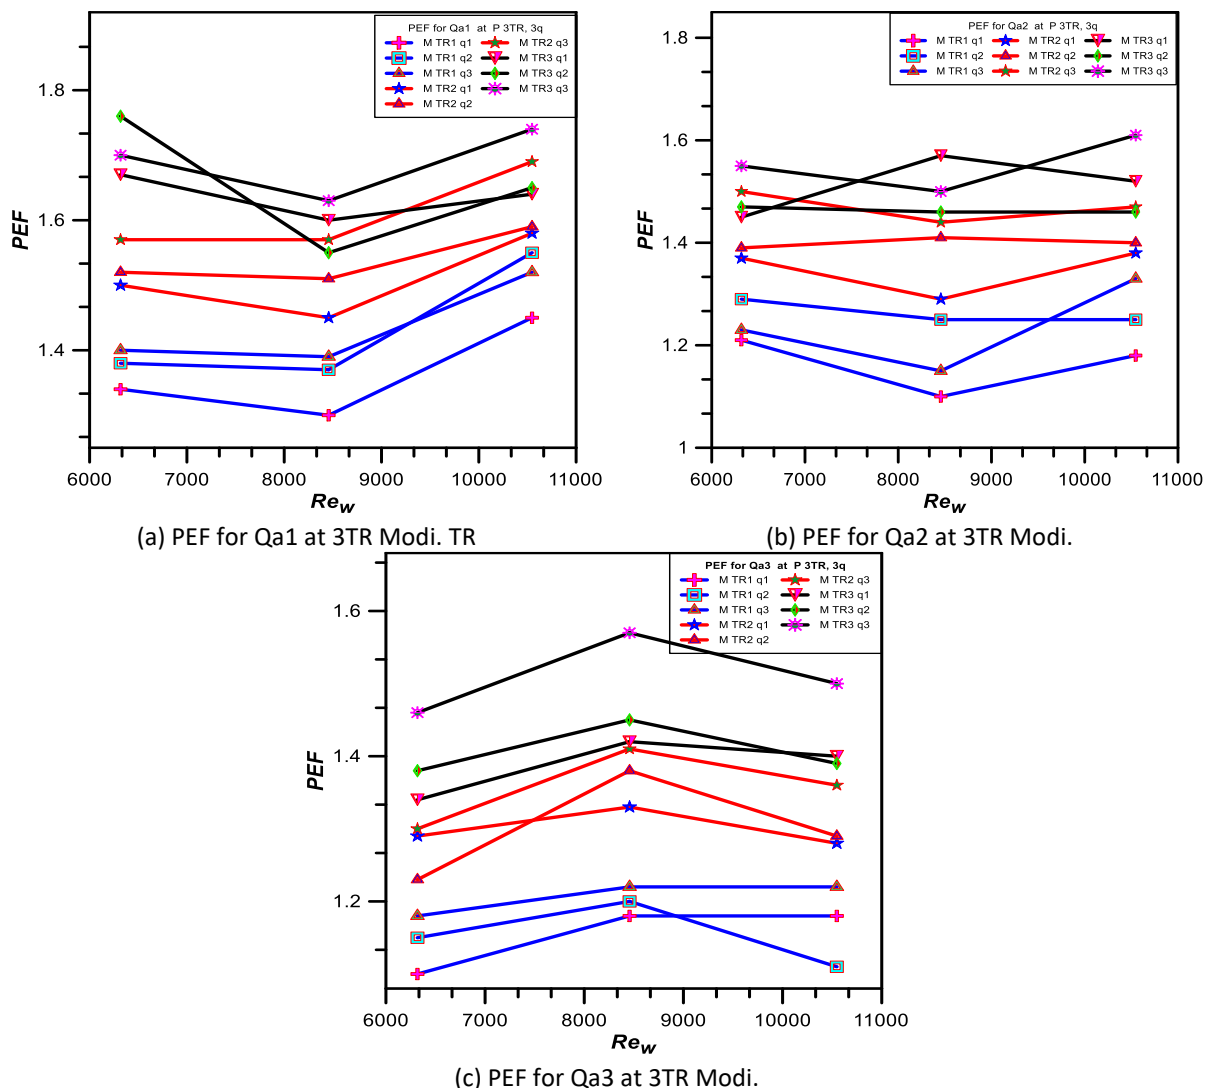 PEF for Qa1 at P 3TR, 3q
M TR1 q1
M TR2 q3
M TR1 q2
M TR3 q1
M TR1 q3
M TR3 q2
M TR2 q1
M TR3 q3
M TR2 q2
1.8
1.6
1.4
PEF
6000 7000 8000 9000 10000 11000
Rew
(a) PEF for Qa1 at 3TR Modi. TR
PEF for Qa2 at P 3TR, 3q
M TR1 q1
M TR2 q1
M TR3 q1
M TR1 q2
M TR2 q2
M TR3 q2
M TR1 q3
M TR2 q3
M TR3 q3
1.8
1.6
1.4
1.2
1
PEF
6000 7000 8000 9000 10000 11000
Rew
(b) PEF for Qa2 at 3TR Modi.
PEF for Qa3 at P 3TR, 3q
M TR1 q1
M TR2 q3
M TR1 q2
M TR3 q1
M TR1 q3
M TR3 q2
M TR2 q1
M TR3 q3
M TR2 q2
1.6
1.4
1.2
PEF
6000 7000 8000 9000 10000 11000
Rew
(c) PEF for Qa3 at 3TR Modi.